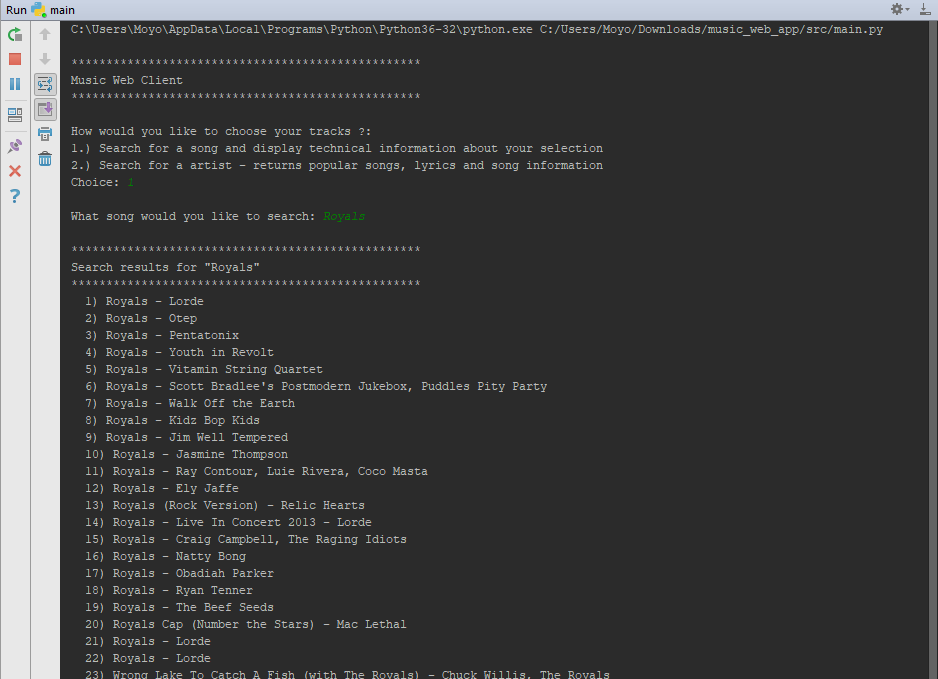 Run main
C:\Users\Moyo\AppData\Local\Programs\Python\Python36-32\python.exe C:/Users/Moyo/Downloads/music_web_app/src/main.py
**************************************************
Music Web Client
**************************************************
How would you like to choose your tracks ?:
1.) Search for a song and display technical information about your selection
2.) Search for a artist - returns popular songs, lyrics and song information
Choice: 1
What song would you like to search: Royals
**************************************************
Search results for "Royals"
**************************************************
1) Royals - Lorde
2) Royals - Otep
3) Royals - Pentatonix
4) Royals - Youth in Revolt
5) Royals - Vitamin String Quartet
6) Royals - Scott Bradlee's Postmodern Jukebox, Puddles Pity Party
7) Royals - Walk Off the Earth
8) Royals - Kidz Bop Kids
9) Royals - Jim Well Tempered
10) Royals - Jasmine Thompson
11) Royals - Ray Contour, Luie Rivera, Coco Masta
12) Royals - Ely Jaffe
13) Royals (Rock Version) - Relic Hearts
14) Royals - Live In Concert 2013 - Lorde
15) Royals - Craig Campbell, The Raging Idiots
16) Royals - Natty Bong
17) Royals - Obadiah Parker
18) Royals - Ryan Tenner
19) Royals - The Beef Seeds
20) Royals Cap (Number the Stars) - Mac Lethal
21) Royals - Lorde
22) Royals - Lorde
23) Wrong Lake To Catch A Fish (with The Royals) - Chuck Willis, The Royals